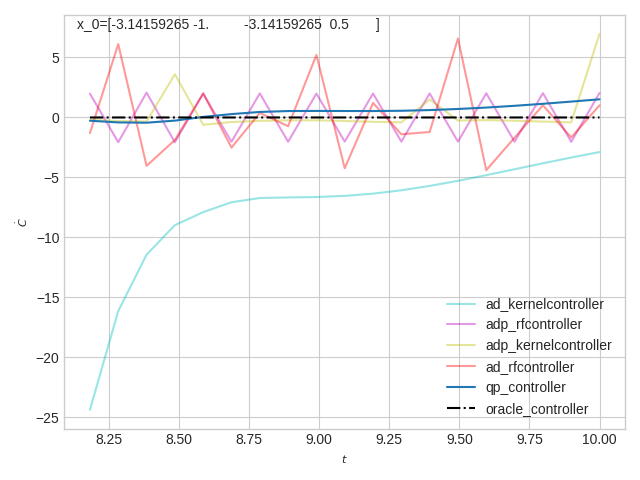 x_0=[-3.14159265 -1. -3.14159265 0.5 ]
5
0
−5
−10
−15
−20
−25
Ċ
8.25 8.50 8.75 9.00 9.25 9.50 9.75 10.00
t
ad_kernelcontroller
adp_rfcontroller
adp_kernelcontroller
ad_rfcontroller
qp_controller
oracle_controller